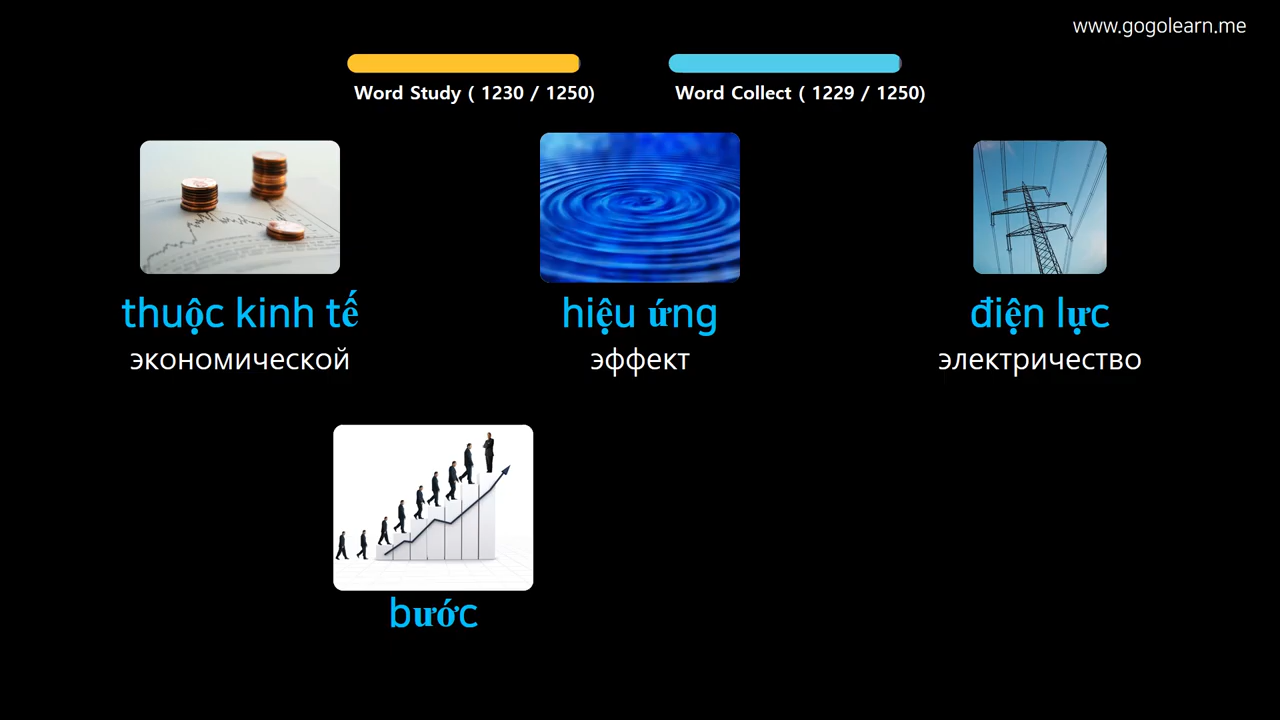 www.gogolearn.me
Word Study ( 1230 / 1250)
Word Collect ( 1229 / 1250)
thuộc kinh tế
экономической
hiệu ứng
эффект
điện lực
электричество
bước